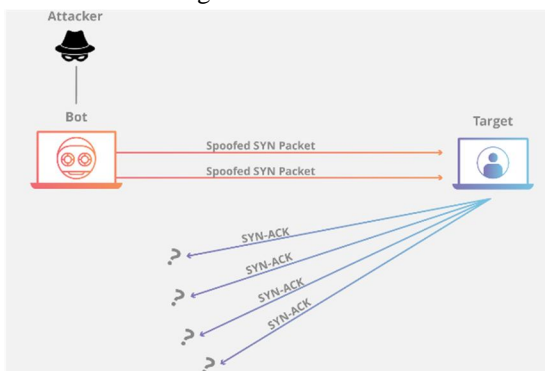 Attacker
Bot
Target
Spoofed SYN Packet
Spoofed SYN Packet
SYN-ACK
?
SYN-ACK
?
SYN-ACK
?
SYN-ACK
?